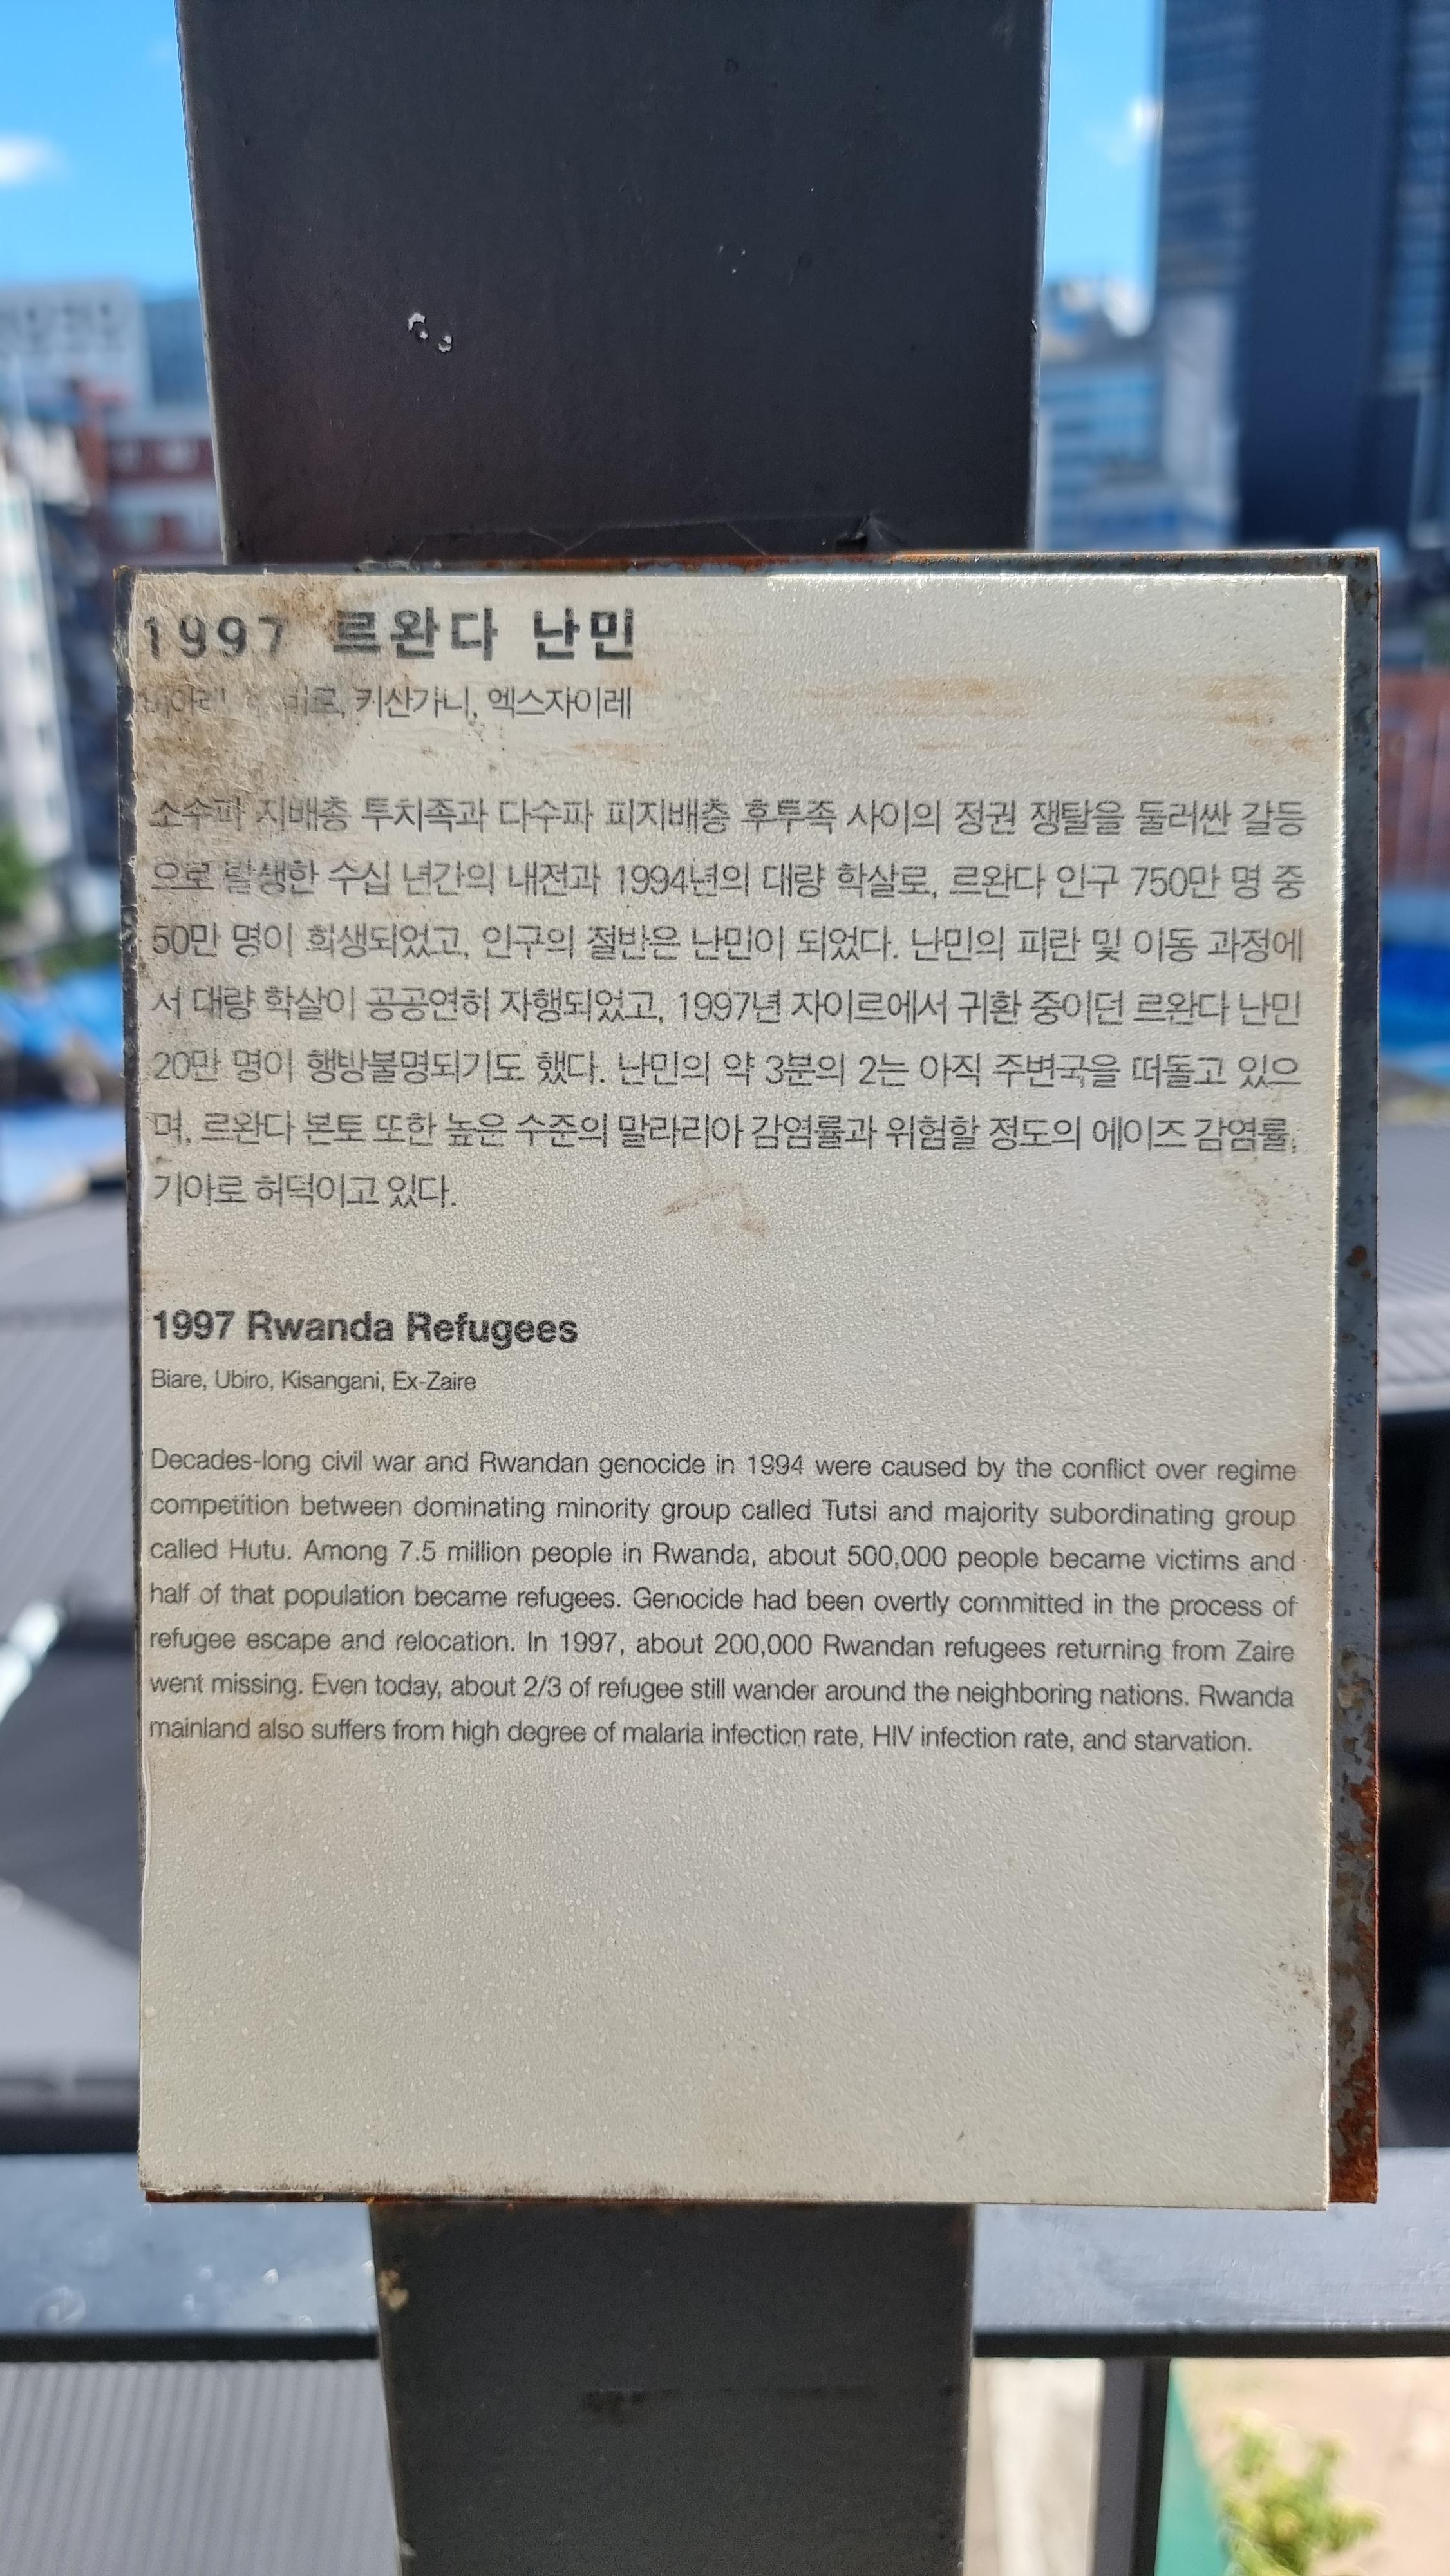 1997 르완다 난민
키산가니, 엑스자이레
소수파 지배층 투치족과 다수파 피지배층 후투족 사이의 정권 쟁탈을 둘러싼 갈등
으로 발생한 수십 년간의 내전과 1994년의 대량 학살로, 르완다 인구 750만 명 중
50만 명이 희생되었고, 인구의 절반은 난민이 되었다. 난민의 피란 및 이동 과정에
서 대량 학살이 공공연히 자행되었고, 1997년 자이르에서 귀환 중이던 르완다 난민
20만 명이 행방불명되기도 했다. 난민의 약 3분의 2는 아직 주변국을 떠돌고 있으
며, 르완다 본토 또한 높은 수준의 말라리아 감염률과 위험할 정도의 에이즈 감염률,
기아로 허덕이고 있다.
1997 Rwanda Refugees
Biare, Ubiro, Kisangani, Ex-Zaire
Decades-long civil war and Rwandan genocide in 1994 were caused by the conflict over regime
competition between dominating minority group called Tutsi and majority subordinating group
called Hutu. Among 7.5 million people in Rwanda, about 500,000 people became victims and
half of that population became refugees. Genocide had been overtly committed in the process of
refugee escape and relocation. In 1997, about 200,000 Rwandan refugees returning from Zaire
went missing. Even today, about 2/3 of refugee still wander around the neighboring nations. Rwanda
mainland also suffers from high degree of malaria infection rate, HIV infection rate, and starvation.